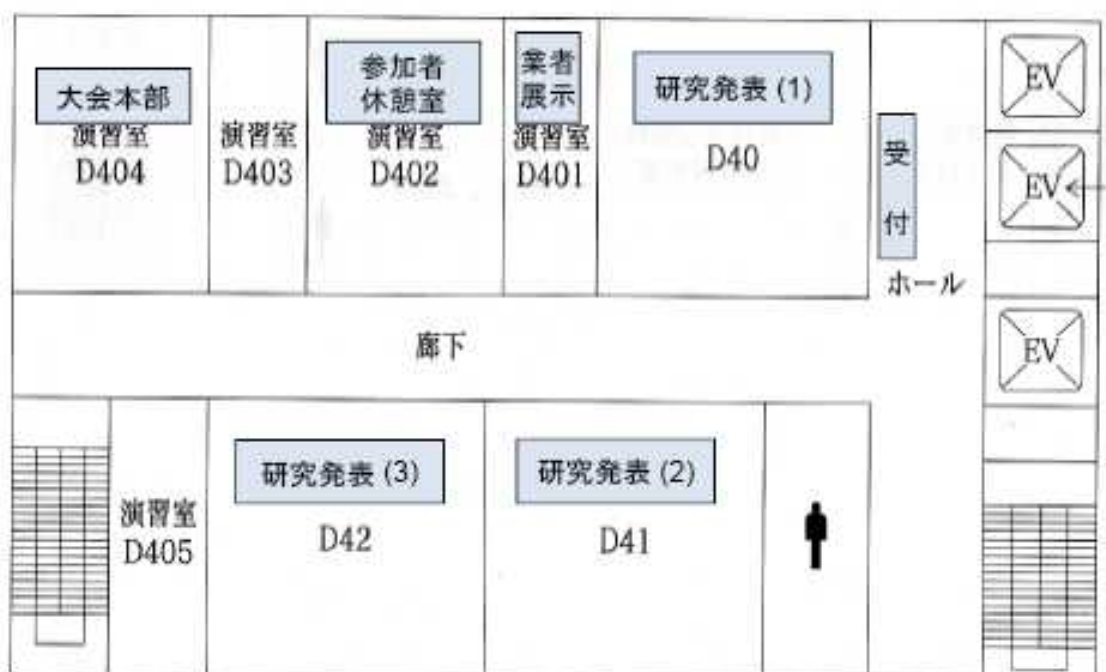 大会本部
演習室
D404
演習室
D403
参加者
休憩室
演習室
D402
業者
展示
演習室
D401
研究発表 (1)
D40
受
付
ホール
EV
EV
EV
廊下
演習室
D405
研究発表 (3)
D42
研究発表 (2)
D41